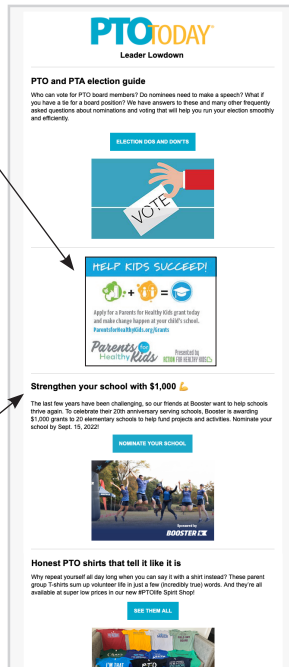 PTOTODAY
Leader Lowdown
PTO and PTA election guide
Who can vote for PTO board members? Do nominees need to make a speech? What if
you have a tie for a board position? We have answers to these and many other frequently
asked questions about nominations and voting that will help you run your election smoothly
and efficiently.
ELECTION DOS AND DON'TS
VOTE
HELP KIDS SUCCEED!
Apply for a Parents for Healthy Kids grant today
and make change happen at your child's school.
ParentsforHealthyKids.org/Grants
Parents for
Healthy Kids
Presented by
ACTION FOR HEALTHY KIDS
Strengthen your school with $1,000 💪
The last few years have been challenging, so our friends at Booster want to help schools
thrive again. To celebrate their 20th anniversary serving schools, Booster is awarding
$1,000 grants to 20 elementary schools to help fund projects and activities. Nominate your
school by Sept. 15, 2022!
NOMINATE YOUR SCHOOL
Sponsored by
BOOSTER
Honest PTO shirts that tell it like it is
Why repeat yourself all day long when you can say it with a shirt instead? These parent
group T-shirts sum up volunteer life in just a few (incredibly true) words. And they're all
available at super low prices in our new #PTOlife Spirit Shop!
SEE THEM ALL
I'M THAT
PTO